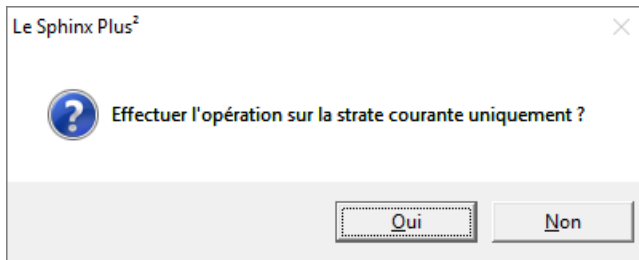 Le Sphinx Plus²
Effectuer l'opération sur la strate courante uniquement ?
Oui
Non